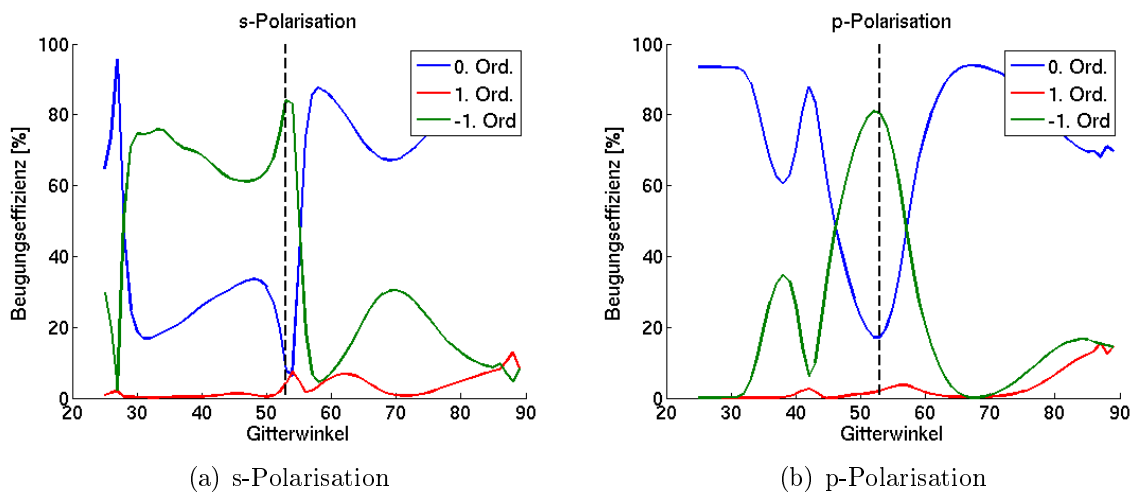 s-Polarisation
100
80
60
40
20
0
20 30 40 50 60 70 80 90
Beugungseffizienz [%]
Gitterwinkel
0. Ord.
1. Ord.
-1. Ord
(a) s-Polarisation
p-Polarisation
100
80
60
40
20
0
20 30 40 50 60 70 80 90
Beugungseffizienz [%]
Gitterwinkel
0. Ord.
1. Ord.
-1. Ord
(b) p-Polarisation